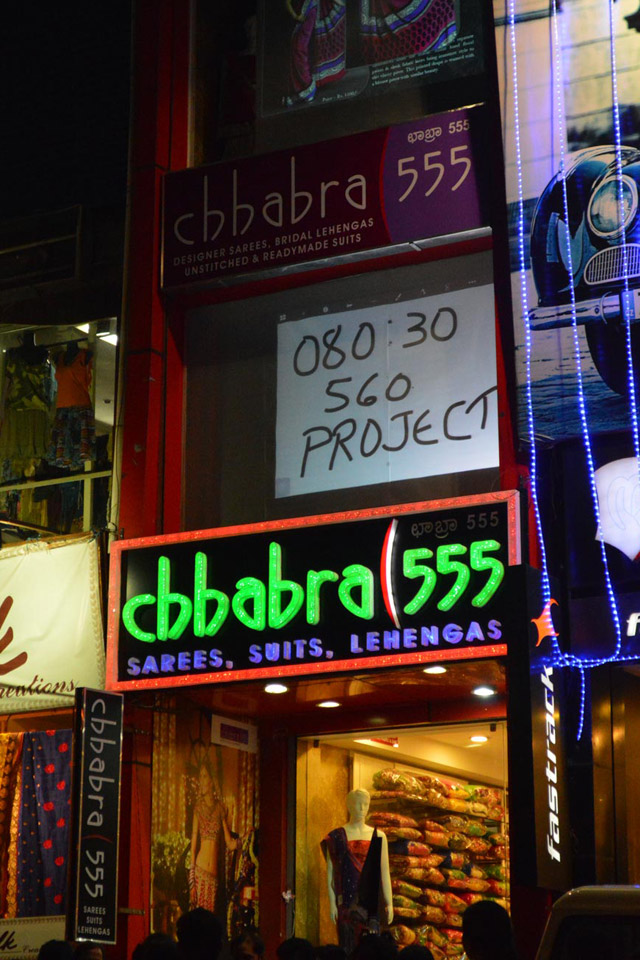 ಛಾಬ್ರಾ 555
chhabra 555
DESIGNER SAREES, BRIDAL LEHENGAS
UNSTITCHED & READYMADE SUITS
080:30
560
PROJECT
ಛಾಬ್ರಾ 555
chhabra 555
SAREES, SUITS, LEHENGAS
chhabra 555
SAREES
SUITS
LEHENGAS
fastrack